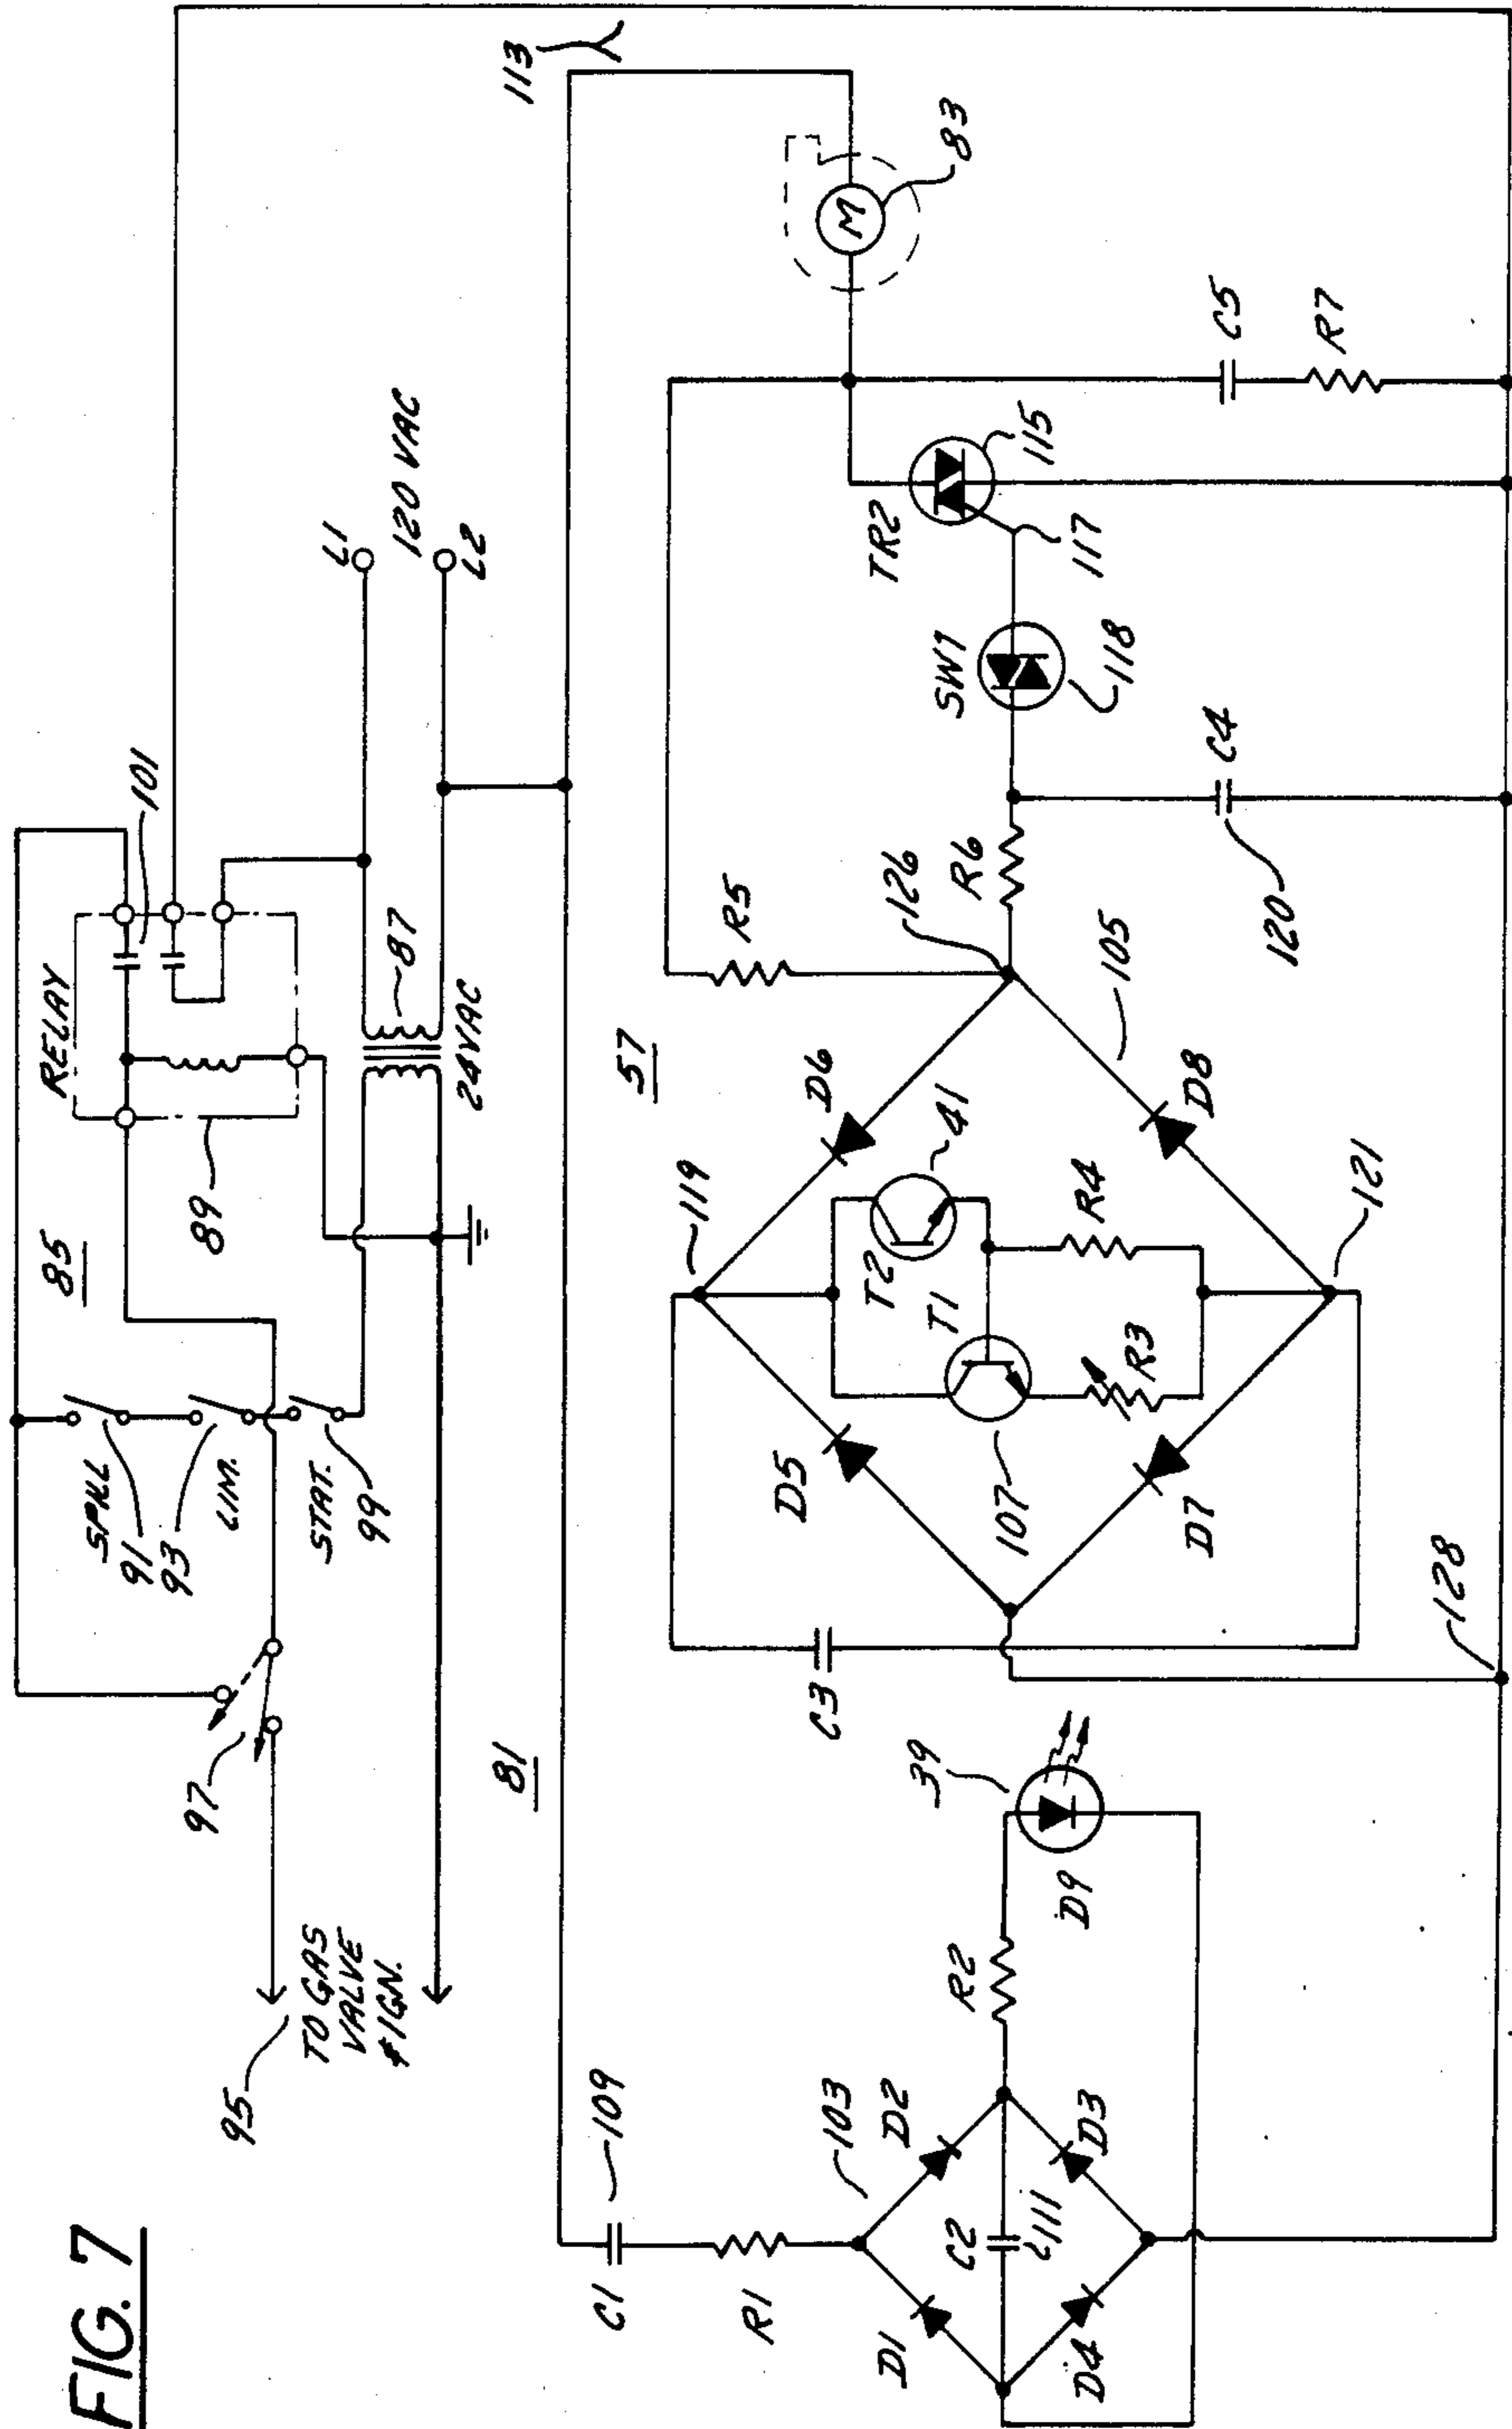 FIG. 7
85
RELAY
101
SPILL
91
93
LIM.
STAT.
99
89
97
95
TO GAS
VALVE
& IGN.
87
24VAC
L1
120 VAC
L2
81
113
C1
109
R1
103
D1
D2
C2
111
D3
D4
R2
39
D9
57
C3
119
D5
D6
T2
41
T1
107
R3
R4
D7
D8
121
105
R5
126
R6
SW1
118
C4
120
TR2
115
117
M
83
C5
R7
128